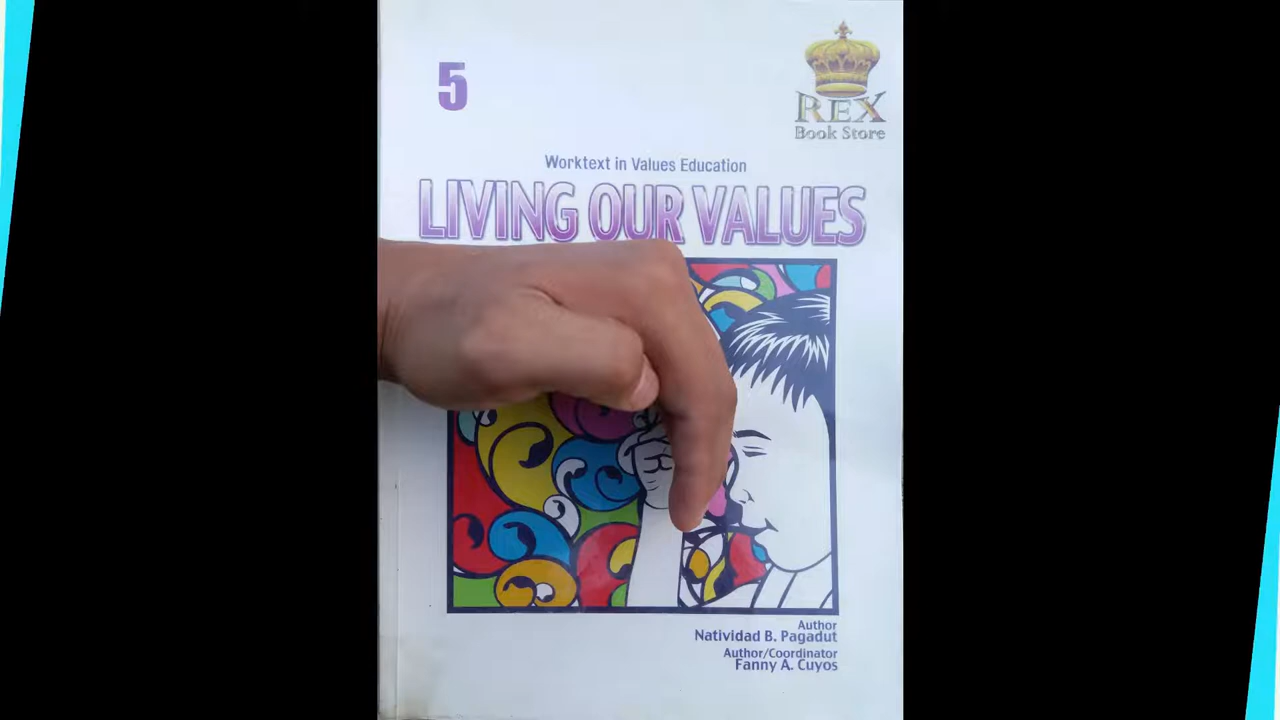 5
REX
Book Store
Worktext in Values Education
LIVING OUR VALUES
Author
Natividad B. Pagadut
Author/Coordinator
Fanny A. Cuyos